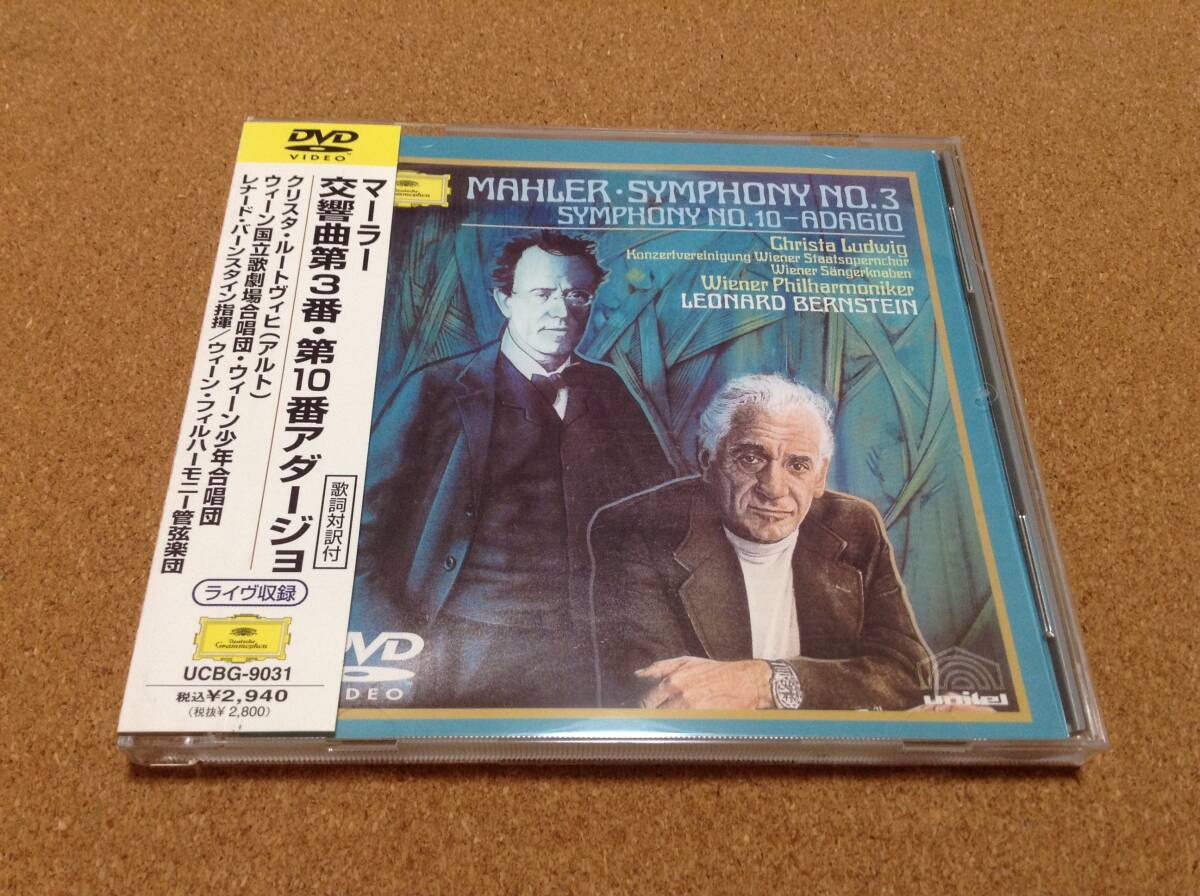 DVD
VIDEO
マーラー
交響曲第3番・第10番アダージョ
クリスタ・ルートヴィヒ(アルト)
ウィーン国立歌劇場合唱団・ウィーン少年合唱団
レナード・バーンスタイン指揮/ウィーン・フィルハーモニー管弦楽団
歌詞対訳付
ライヴ収録
Deutsche
Grammophon
UCBG-9031
税込¥2,940
(税抜¥2,800)
Grammophon
MAHLER・SYMPHONY NO.3
SYMPHONY NO.10-ADAGIO
Christa Ludwig
Konzertvereinigung Wiener Staatsopernchor
Wiener Sängerknaben
Wiener Philharmoniker
LEONARD BERNSTEIN
DVD
VIDEO
unitel